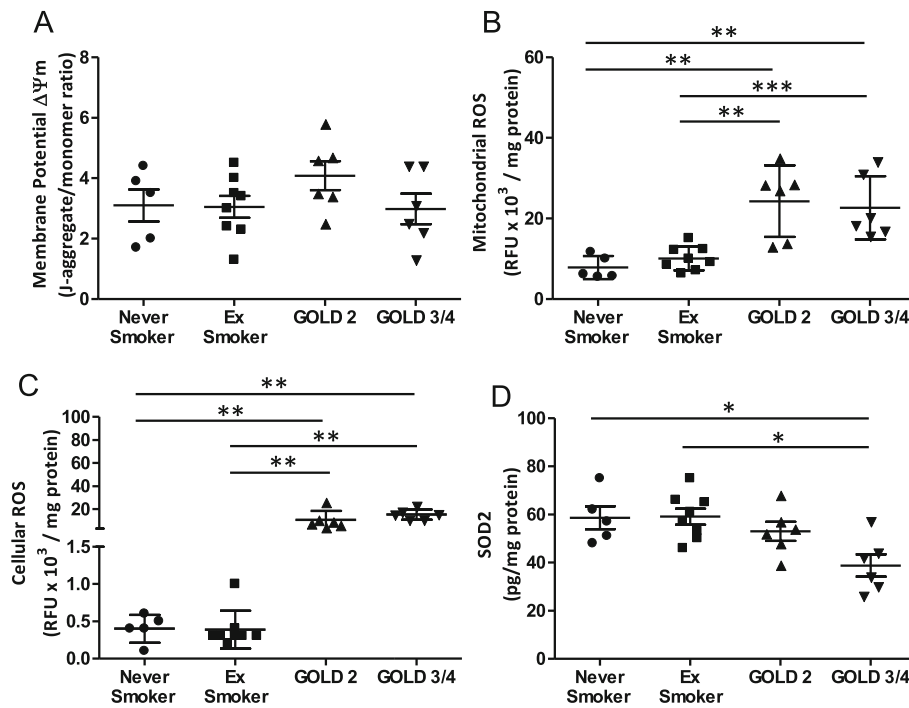 A
Membrane Potential ΔΨm
(J-aggregate/monomer ratio)
8
6
4
2
0
Never
Smoker
Ex
Smoker
GOLD 2
GOLD 3/4
B
Mitochondrial ROS
(RFU x 10³ / mg protein)
60
40
20
0
**
**
***
**
Never
Smoker
Ex
Smoker
GOLD 2
GOLD 3/4
C
Cellular ROS
(RFU x 10³ / mg protein)
100
80
60
40
20
1.5
1.0
0.5
0.0
**
**
**
**
Never
Smoker
Ex
Smoker
GOLD 2
GOLD 3/4
D
SOD2
(pg/mg protein)
100
80
60
40
20
0
*
*
Never
Smoker
Ex
Smoker
GOLD 2
GOLD 3/4